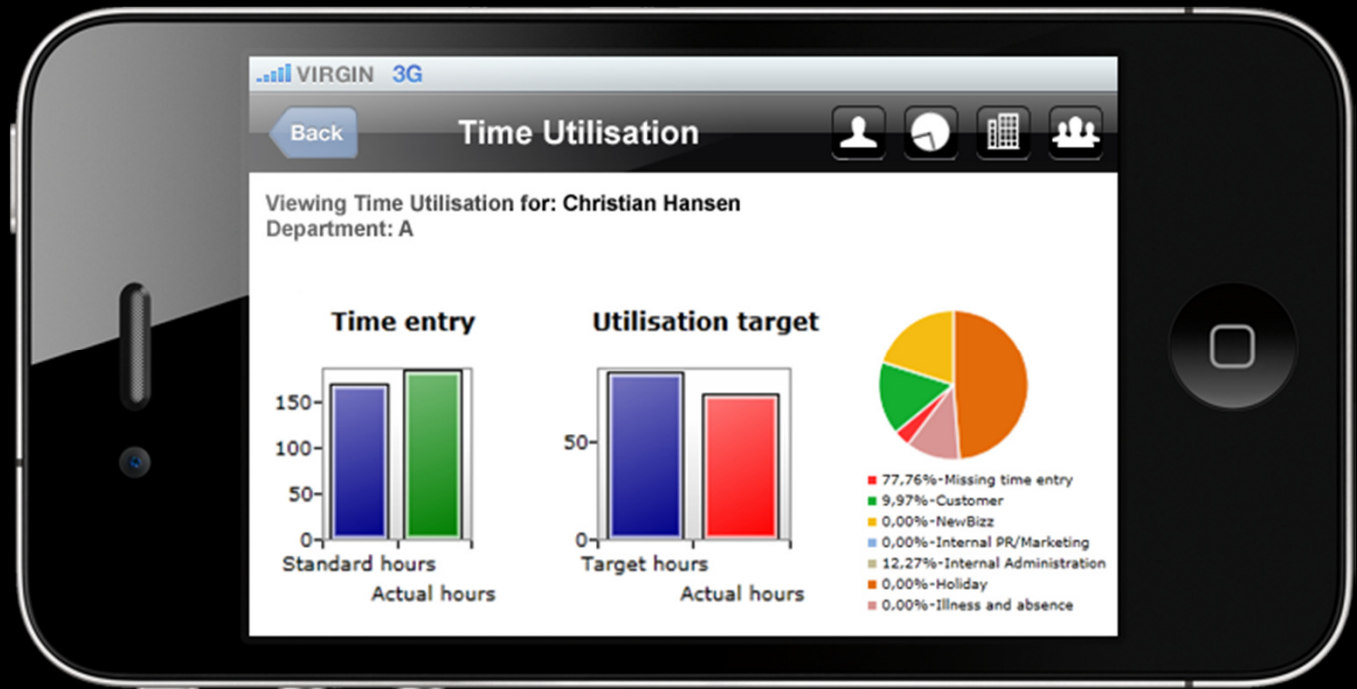 VIRGIN 3G
Back
Time Utilisation
Viewing Time Utilisation for: Christian Hansen
Department: A
Time entry
150
100
50
0
Standard hours
Actual hours
Utilisation target
50
0
Target hours
Actual hours
77,76%-Missing time entry
9,97%-Customer
0,00%-NewBizz
0,00%-Internal PR/Marketing
12,27%-Internal Administration
0,00%-Holiday
0,00%-Illness and absence